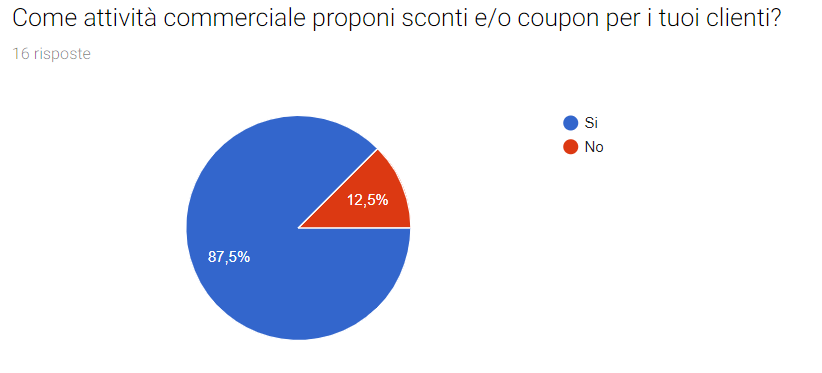 Come attività commerciale proponi sconti e/o coupon per i tuoi clienti?
16 risposte
Si
No
12,5%
87,5%